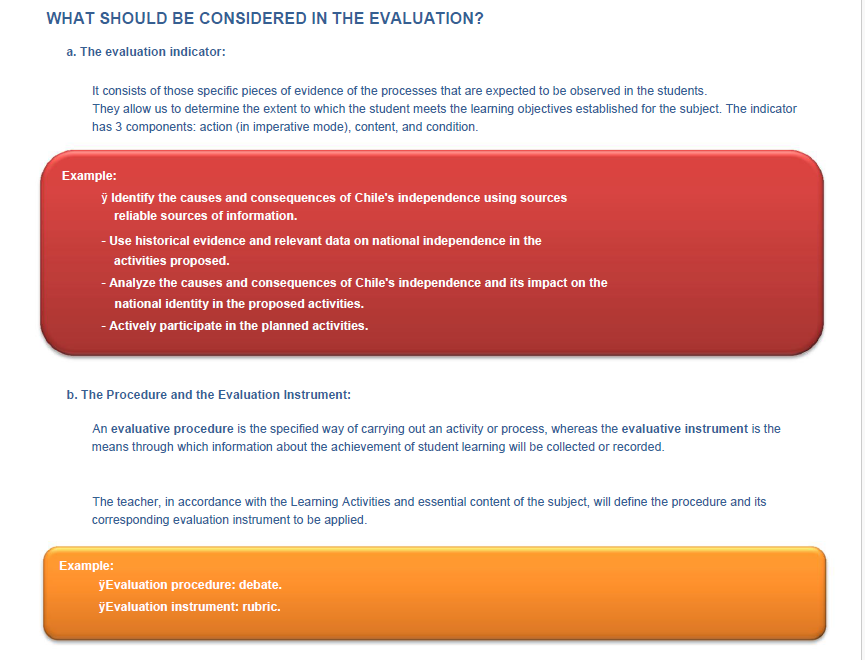 WHAT SHOULD BE CONSIDERED IN THE EVALUATION?
a. The evaluation indicator:
It consists of those specific pieces of evidence of the processes that are expected to be observed in the students.
They allow us to determine the extent to which the student meets the learning objectives established for the subject. The indicator
has 3 components: action (in imperative mode), content, and condition.
Example:
ÿ Identify the causes and consequences of Chile's independence using sources
reliable sources of information.
- Use historical evidence and relevant data on national independence in the
activities proposed.
- Analyze the causes and consequences of Chile's independence and its impact on the
national identity in the proposed activities.
- Actively participate in the planned activities.
b. The Procedure and the Evaluation Instrument:
An evaluative procedure is the specified way of carrying out an activity or process, whereas the evaluative instrument is the
means through which information about the achievement of student learning will be collected or recorded.
The teacher, in accordance with the Learning Activities and essential content of the subject, will define the procedure and its
corresponding evaluation instrument to be applied.
Example:
ÿEvaluation procedure: debate.
ÿEvaluation instrument: rubric.